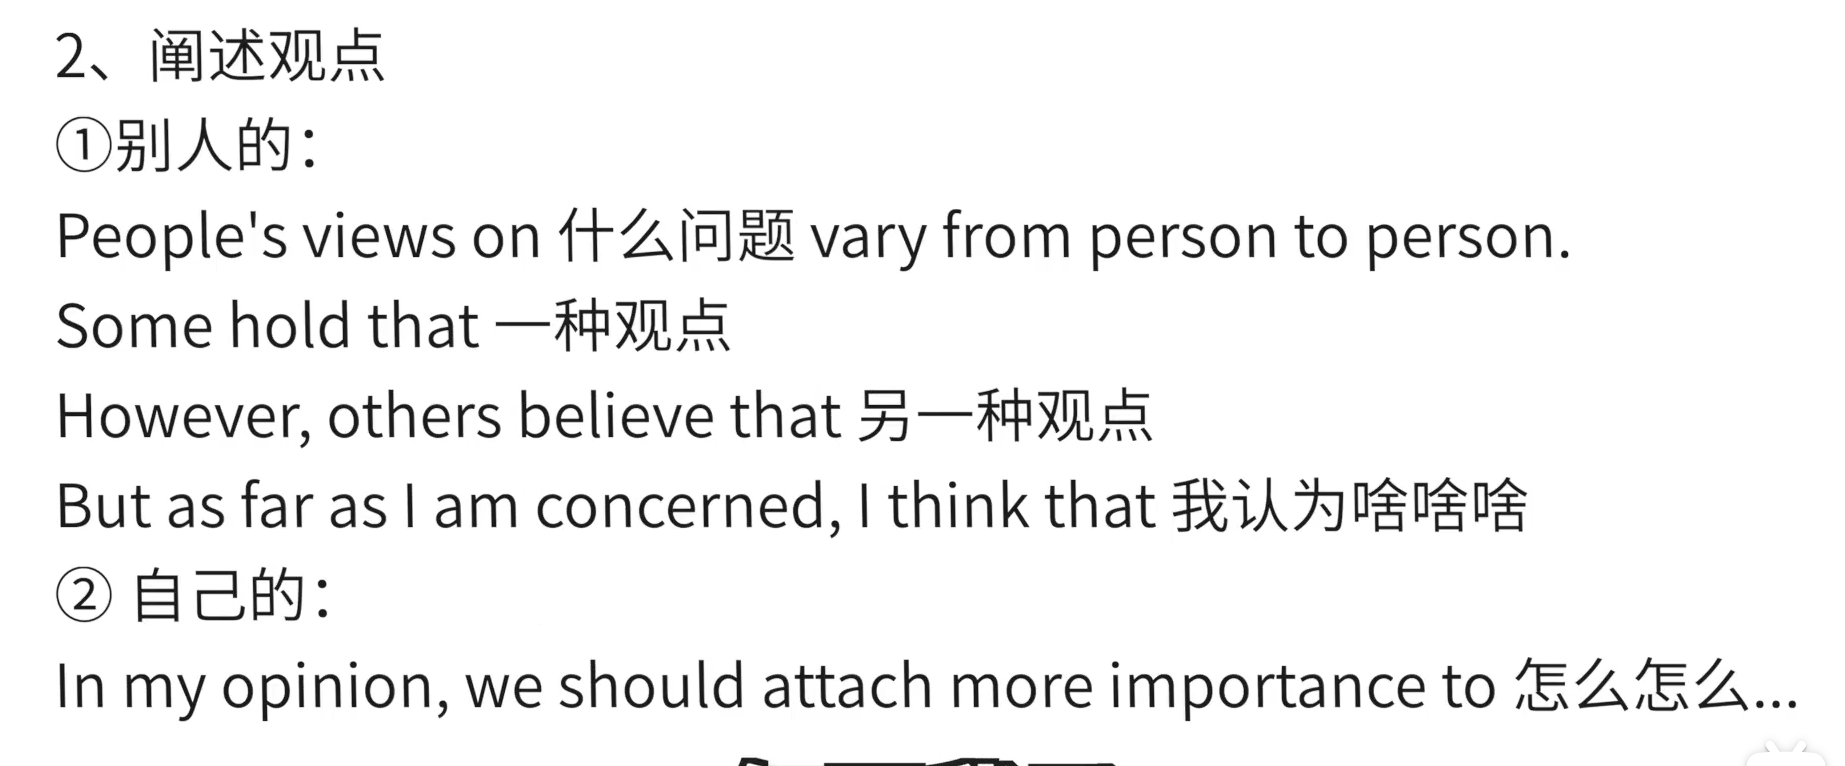 2、阐述观点
①别人的：
People's views on 什么问题 vary from person to person.
Some hold that 一种观点
However, others believe that 另一种观点
But as far as I am concerned, I think that 我认为啥啥啥
② 自己的：
In my opinion, we should attach more importance to 怎么怎么...